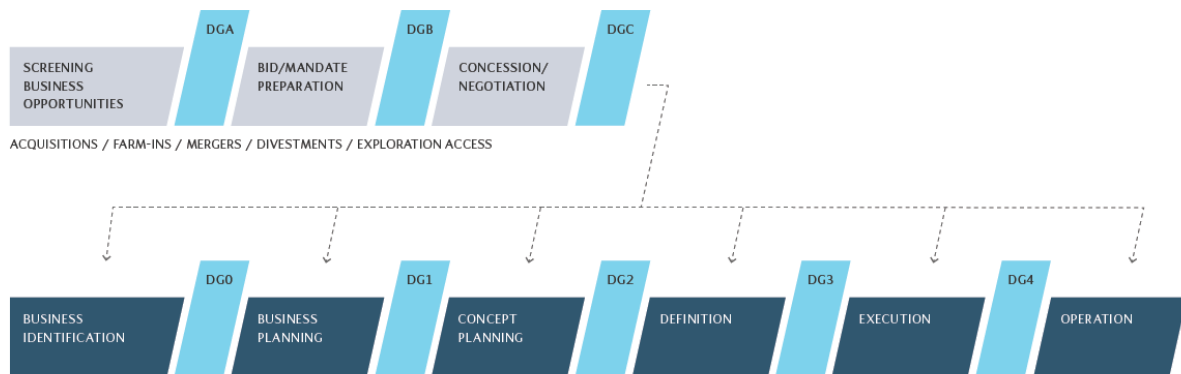 DGA
DGB
DGC
SCREENING
BUSINESS
OPPORTUNITIES
BID/MANDATE
PREPARATION
CONCESSION/
NEGOTIATION
ACQUISITIONS / FARM-INS / MERGERS / DIVESTMENTS / EXPLORATION ACCESS
DG0
DG1
DG2
DG3
DG4
BUSINESS
IDENTIFICATION
BUSINESS
PLANNING
CONCEPT
PLANNING
DEFINITION
EXECUTION
OPERATION